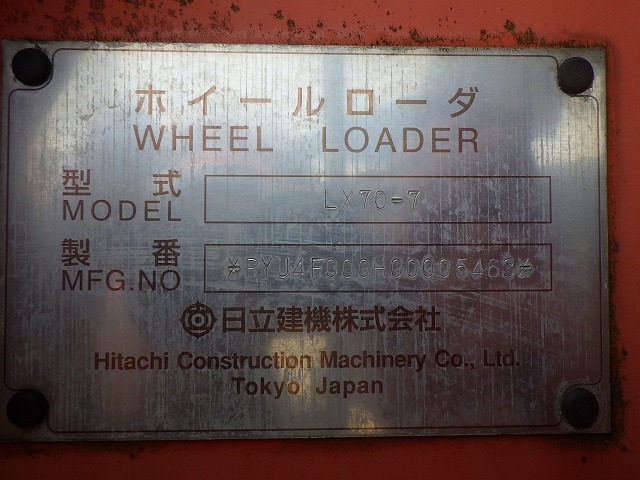 ホイールローダ
WHEEL LOADER
型式 LX70-7
MODEL
製番 *RYU4F00CH00005463*
MFG.NO
日立建機株式会社
Hitachi Construction Machinery Co., Ltd.
Tokyo Japan